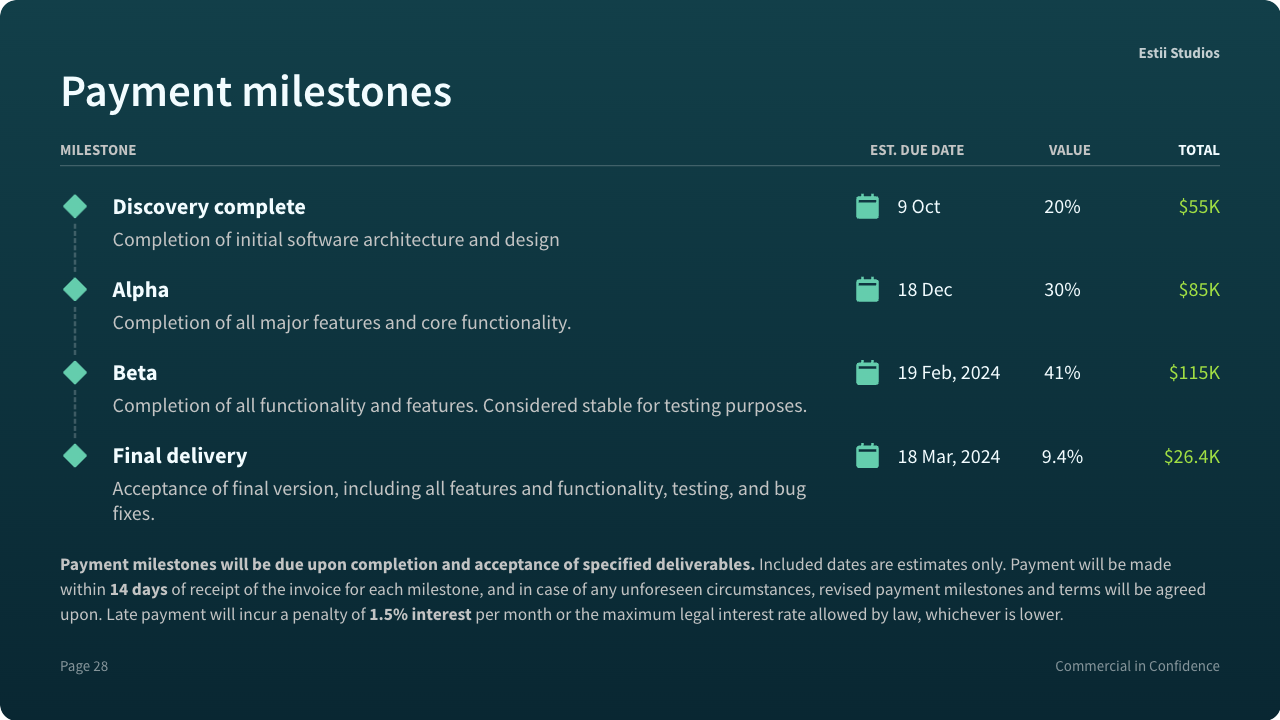 Estii Studios
Payment milestones
MILESTONE EST. DUE DATE VALUE TOTAL
Discovery complete 9 Oct 20% $55K
Completion of initial software architecture and design
Alpha 18 Dec 30% $85K
Completion of all major features and core functionality.
Beta 19 Feb, 2024 41% $115K
Completion of all functionality and features. Considered stable for testing purposes.
Final delivery 18 Mar, 2024 9.4% $26.4K
Acceptance of final version, including all features and functionality, testing, and bug
fixes.
Payment milestones will be due upon completion and acceptance of specified deliverables. Included dates are estimates only. Payment will be made
within 14 days of receipt of the invoice for each milestone, and in case of any unforeseen circumstances, revised payment milestones and terms will be agreed
upon. Late payment will incur a penalty of 1.5% interest per month or the maximum legal interest rate allowed by law, whichever is lower.
Page 28 Commercial in Confidence